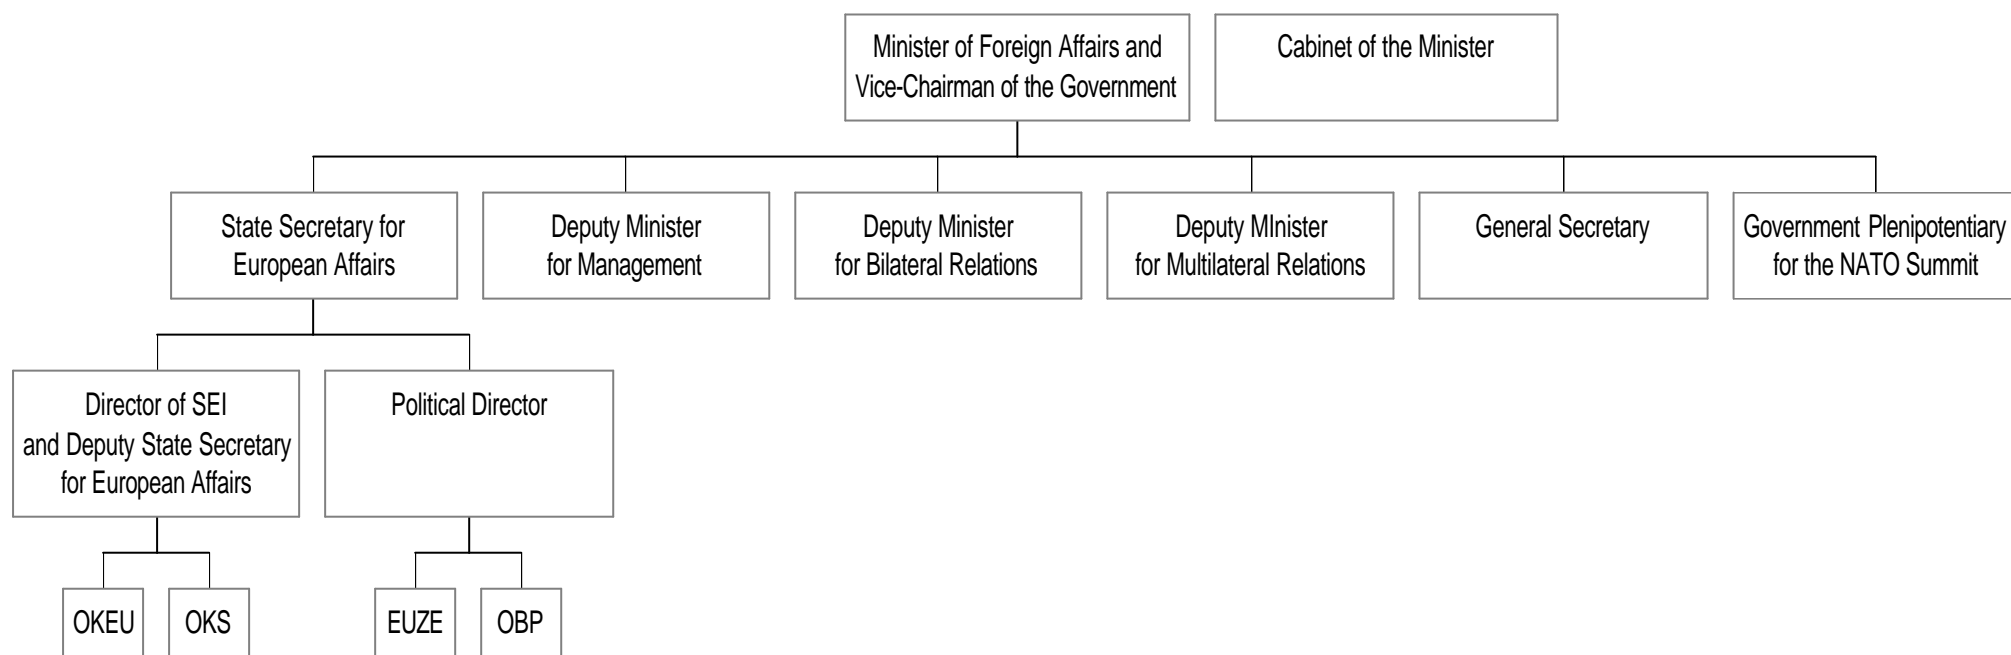 Minister of Foreign Affairs and
Vice-Chairman of the Government
Cabinet of the Minister
State Secretary for
European Affairs
Deputy Minister
for Management
Deputy Minister
for Bilateral Relations
Deputy MInister
for Multilateral Relations
General Secretary
Government Plenipotentiary
for the NATO Summit
Director of SEI
and Deputy State Secretary
for European Affairs
Political Director
OKEU
OKS
EUZE
OBP